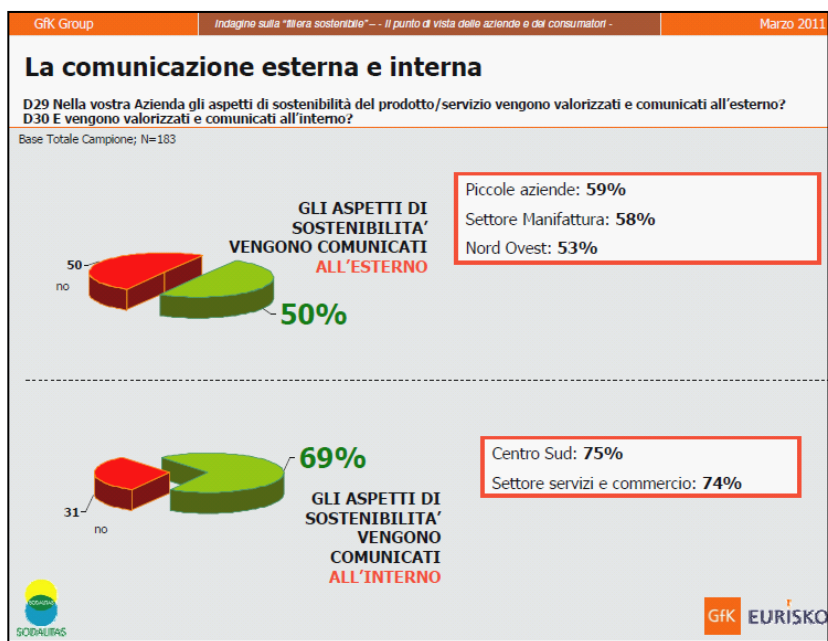 GfK Group
Indagine sulla "filiera sostenibile" – - Il punto di vista delle aziende e dei consumatori -
Marzo 2011
La comunicazione esterna e interna
D29 Nella vostra Azienda gli aspetti di sostenibilità del prodotto/servizio vengono valorizzati e comunicati all'esterno?
D30 E vengono valorizzati e comunicati all'interno?
Base Totale Campione; N=183
GLI ASPETTI DI
SOSTENIBILITA'
VENGONO COMUNICATI
ALL'ESTERNO
50
no
50%
Piccole aziende: 59%
Settore Manifattura: 58%
Nord Ovest: 53%
69%
GLI ASPETTI DI
SOSTENIBILITA'
VENGONO
COMUNICATI
ALL'INTERNO
31
no
Centro Sud: 75%
Settore servizi e commercio: 74%
SODALITAS
SODALITAS
GfK EURISKO